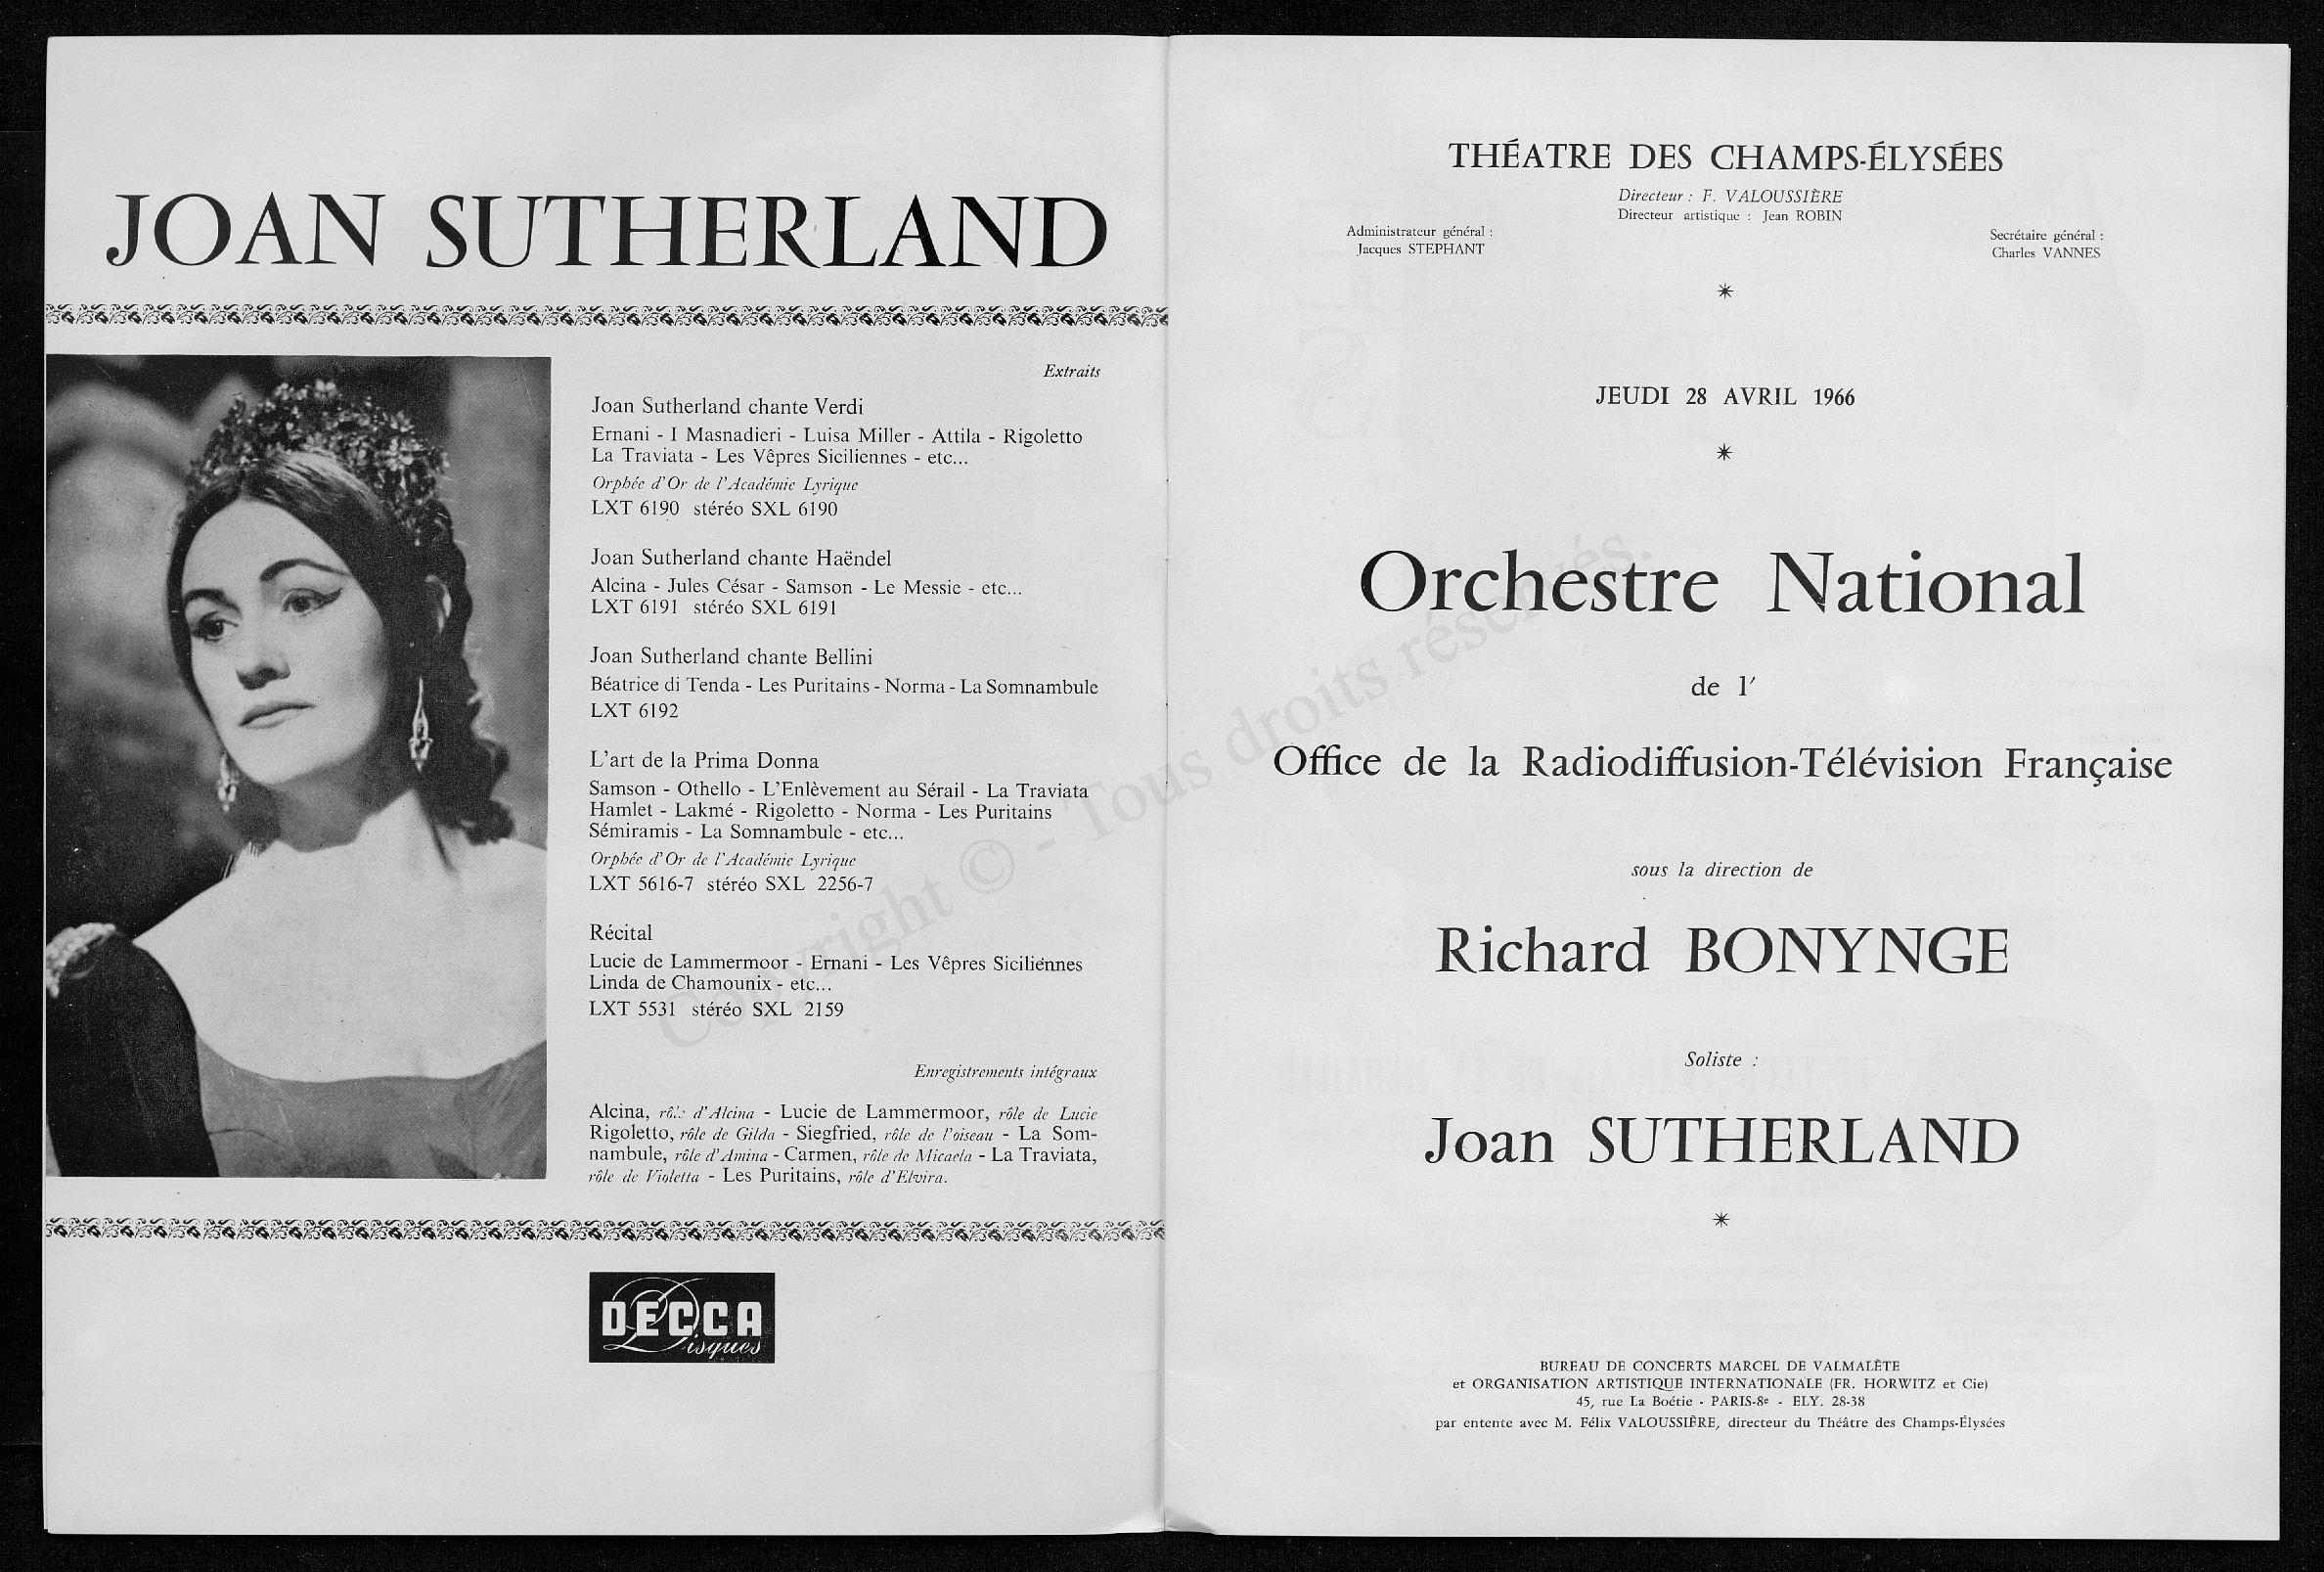 JOAN SUTHERLAND
Extraits
Joan Sutherland chante Verdi
Ernani - I Masnadieri - Luisa Miller - Attila - Rigoletto
La Traviata - Les Vêpres Siciliennes - etc...
Orphée d'Or de l'Académie Lyrique
LXT 6190 stéréo SXL 6190
Joan Sutherland chante Haëndel
Alcina - Jules César - Samson - Le Messie - etc...
LXT 6191 stéréo SXL 6191
Joan Sutherland chante Bellini
Béatrice di Tenda - Les Puritains - Norma - La Somnambule
LXT 6192
L'art de la Prima Donna
Samson - Othello - L'Enlèvement au Sérail - La Traviata
Hamlet - Lakmé - Rigoletto - Norma - Les Puritains
Sémiramis - La Somnambule - etc...
Orphée d'Or de l'Académie Lyrique
LXT 5616-7 stéréo SXL 2256-7
Récital
Lucie de Lammermoor - Ernani - Les Vêpres Siciliennes
Linda de Chamounix - etc...
LXT 5531 stéréo SXL 2159
Enregistrements intégraux
Alcina, rôle d'Alcina - Lucie de Lammermoor, rôle de Lucie
Rigoletto, rôle de Gilda - Siegfried, rôle de l'oiseau - La Som-
nambule, rôle d'Amina - Carmen, rôle de Micaela - La Traviata,
rôle de Violetta - Les Puritains, rôle d'Elvira.
DECCA
Disques
THÉATRE DES CHAMPS-ÉLYSÉES
Directeur : F. VALOUSSIÈRE
Directeur artistique : Jean ROBIN
Administrateur général :
Jacques STEPHANT
Secrétaire général :
Charles VANNES
JEUDI 28 AVRIL 1966
Orchestre National
de l'
Office de la Radiodiffusion-Télévision Française
sous la direction de
Richard BONYNGE
Soliste :
Joan SUTHERLAND
BUREAU DE CONCERTS MARCEL DE VALMALÈTE
et ORGANISATION ARTISTIQUE INTERNATIONALE (FR. HORWITZ et Cie)
45, rue La Boétie - PARIS-8e - ELY. 28-38
par entente avec M. Félix VALOUSSIÈRE, directeur du Théâtre des Champs-Élysées
Copyright © - Tous droits réservés.